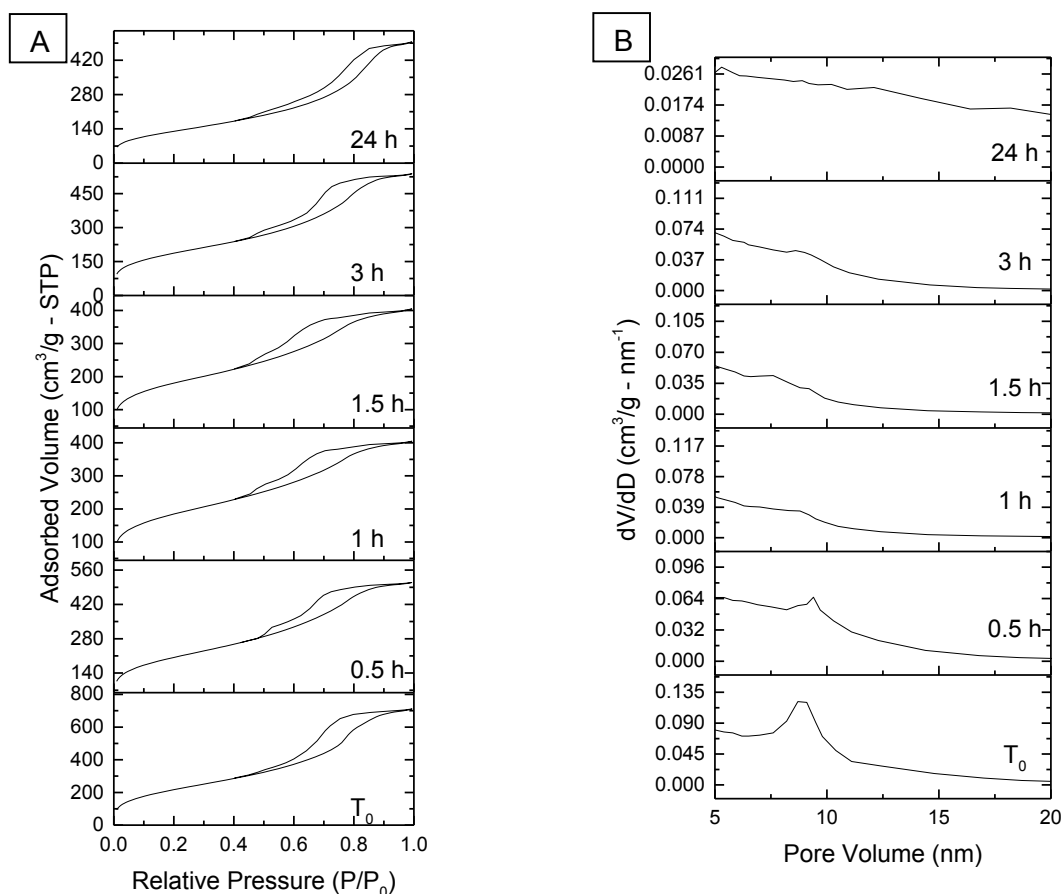 A
Adsorbed Volume (cm³/g - STP)
420
280
140
0
24 h
450
300
150
0
3 h
400
300
200
100
1.5 h
400
300
200
100
1 h
560
420
280
140
0.5 h
800
600
400
200
0
T₀
0.0 0.2 0.4 0.6 0.8 1.0
Relative Pressure (P/P₀)
B
dV/dD (cm³/g - nm⁻¹)
0.0261
0.0174
0.0087
0.0000
24 h
0.111
0.074
0.037
0.000
3 h
0.105
0.070
0.035
0.000
1.5 h
0.117
0.078
0.039
0.000
1 h
0.096
0.064
0.032
0.000
0.5 h
0.135
0.090
0.045
0.000
T₀
5 10 15 20
Pore Volume (nm)